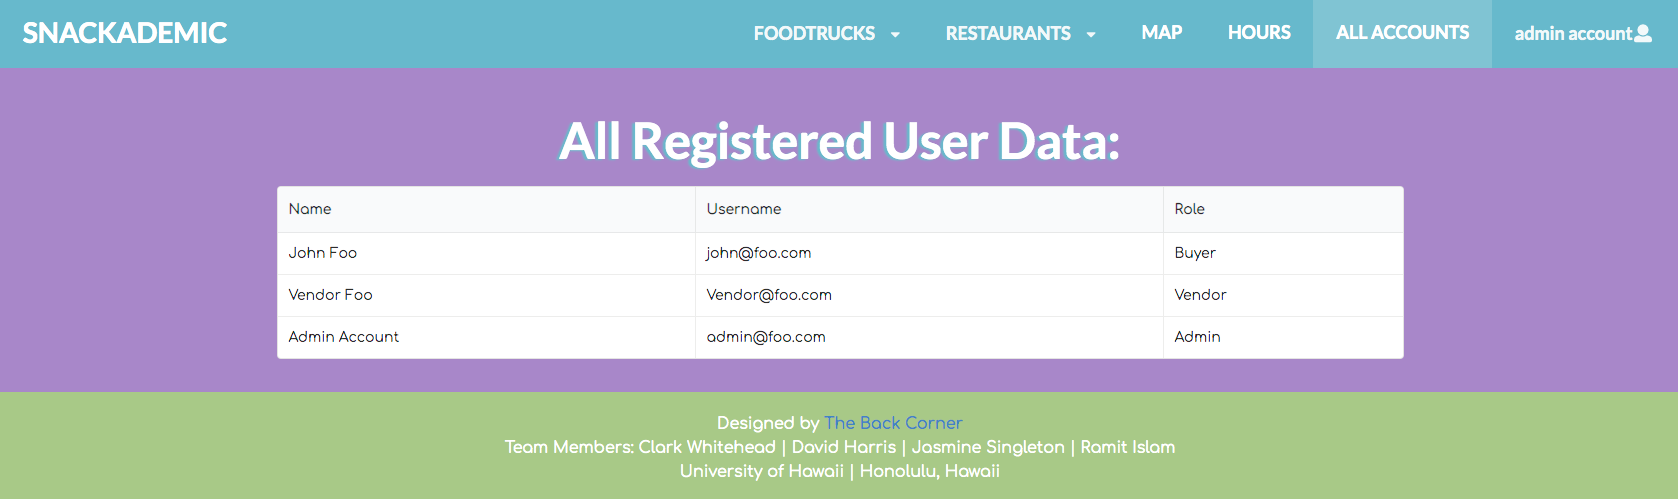 SNACKADEMIC FOODTRUCKS RESTAURANTS MAP HOURS ALL ACCOUNTS admin account
All Registered User Data:
Name Username Role
John Foo john@foo.com Buyer
Vendor Foo Vendor@foo.com Vendor
Admin Account admin@foo.com Admin
Designed by The Back Corner
Team Members: Clark Whitehead | David Harris | Jasmine Singleton | Ramit Islam
University of Hawaii | Honolulu, Hawaii